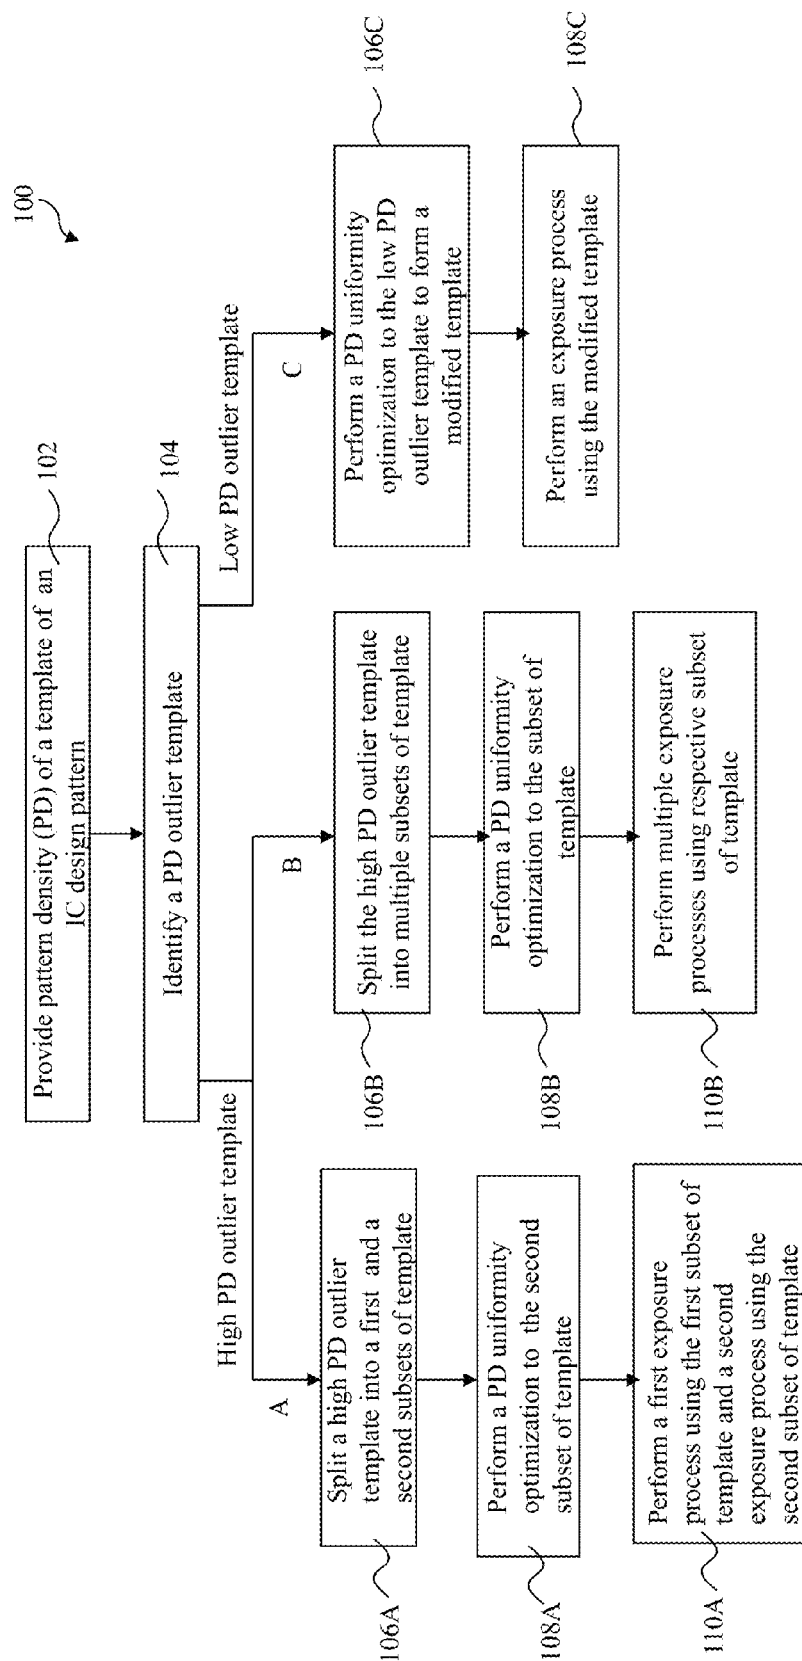 100
Provide pattern density (PD) of a template of an
IC design pattern
102
Identify a PD outlier template
104
High PD outlier template
Low PD outlier template
A
B
C
Split a high PD outlier
template into a first and a
second subsets of template
106A
Split the high PD outlier template
into multiple subsets of template
106B
Perform a PD uniformity
optimization to the low PD
outlier template to form a
modified template
106C
Perform a PD uniformity
optimization to the second
subset of template
108A
Perform a PD uniformity
optimization to the subset of
template
108B
Perform an exposure process
using the modified template
108C
Perform a first exposure
process using the first subset of
template and a second
exposure process using the
second subset of template
110A
Perform multiple exposure
processes using respective subset
of template
110B